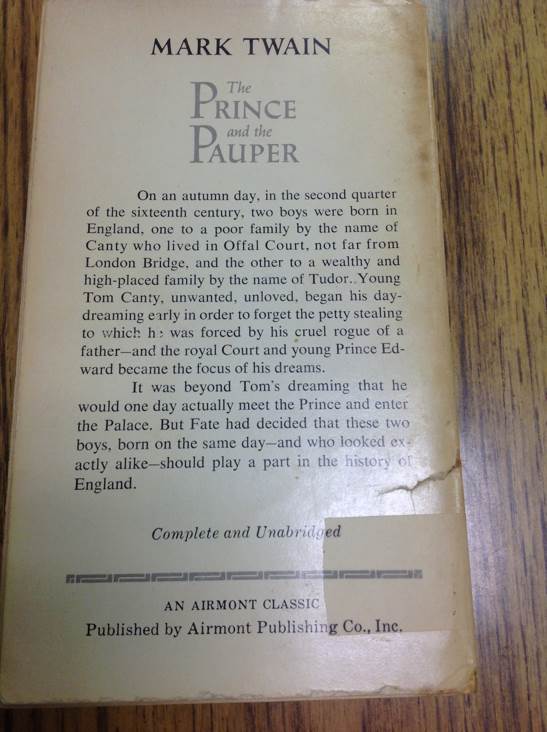 MARK TWAIN
The
PRINCE
and the
PAUPER
On an autumn day, in the second quarter
of the sixteenth century, two boys were born in
England, one to a poor family by the name of
Canty who lived in Offal Court, not far from
London Bridge, and the other to a wealthy and
high-placed family by the name of Tudor. Young
Tom Canty, unwanted, unloved, began his day-
dreaming early in order to forget the petty stealing
to which he was forced by his cruel rogue of a
father—and the royal Court and young Prince Ed-
ward became the focus of his dreams.
It was beyond Tom's dreaming that he
would one day actually meet the Prince and enter
the Palace. But Fate had decided that these two
boys, born on the same day—and who looked ex-
actly alike—should play a part in the history of
England.
Complete and Unabridged
AN AIRMONT CLASSIC
Published by Airmont Publishing Co., Inc.